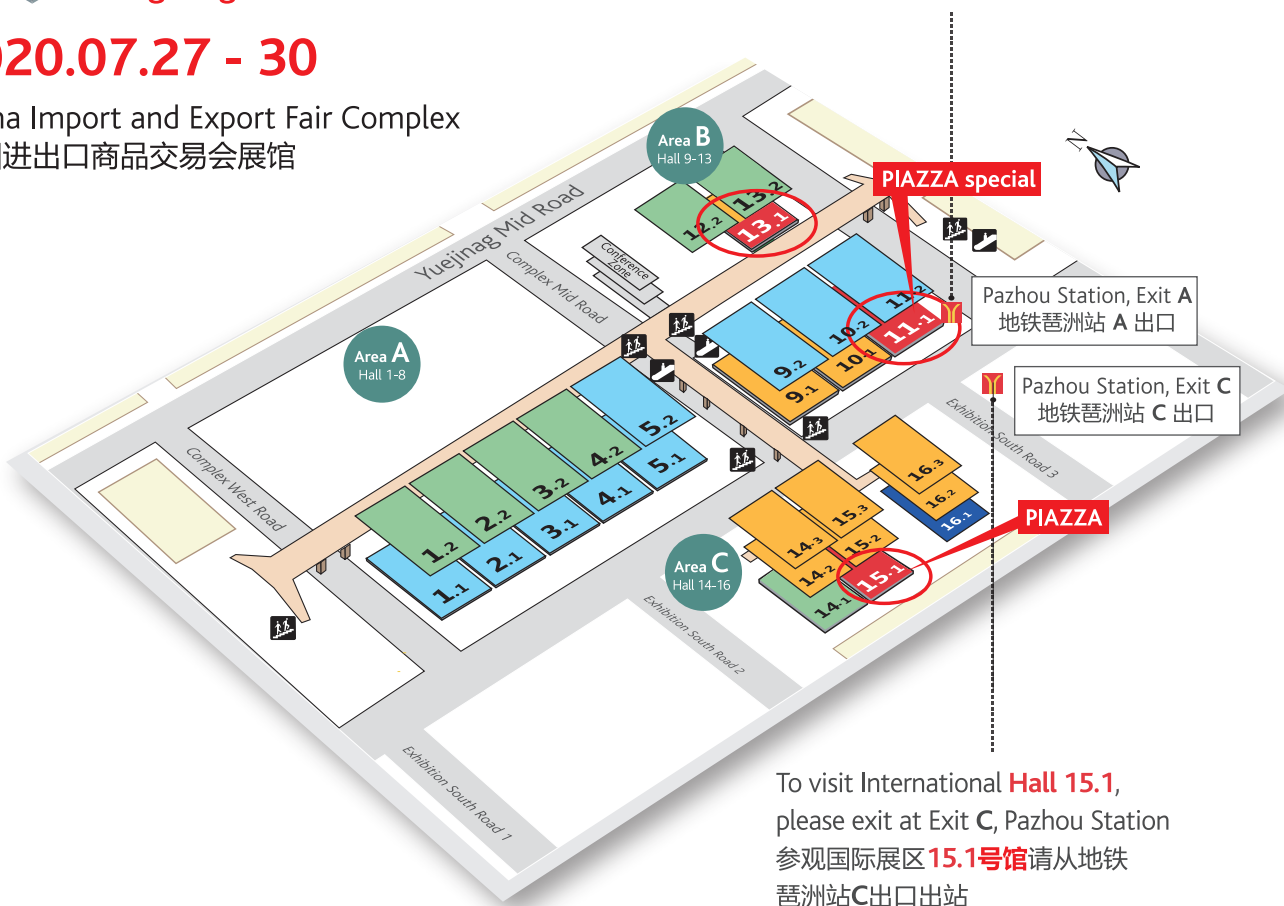 020.07.27 - 30
na Import and Export Fair Complex
进出口商品交易会展馆
Area B
Hall 9-13
PIAZZA special
N
Yuejinag Mid Road
Conference
Zone
Complex Mid Road
13.2
12.2
13.1
Pazhou Station, Exit A
地铁琶洲站 A 出口
11.2
11.1
10.2
10.1
9.2
9.1
Area A
Hall 1-8
Pazhou Station, Exit C
地铁琶洲站 C 出口
Exhibition South Road 3
5.2
5.1
4.2
4.1
3.2
3.1
2.2
2.1
1.2
1.1
Complex West Road
16.3
16.2
16.1
15.3
15.2
15.1
14.3
14.2
14.1
PIAZZA
Area C
Hall 14-16
Exhibition South Road 2
Exhibition South Road 1
To visit International Hall 15.1,
please exit at Exit C, Pazhou Station
参观国际展区15.1号馆请从地铁
琶洲站C出口出站